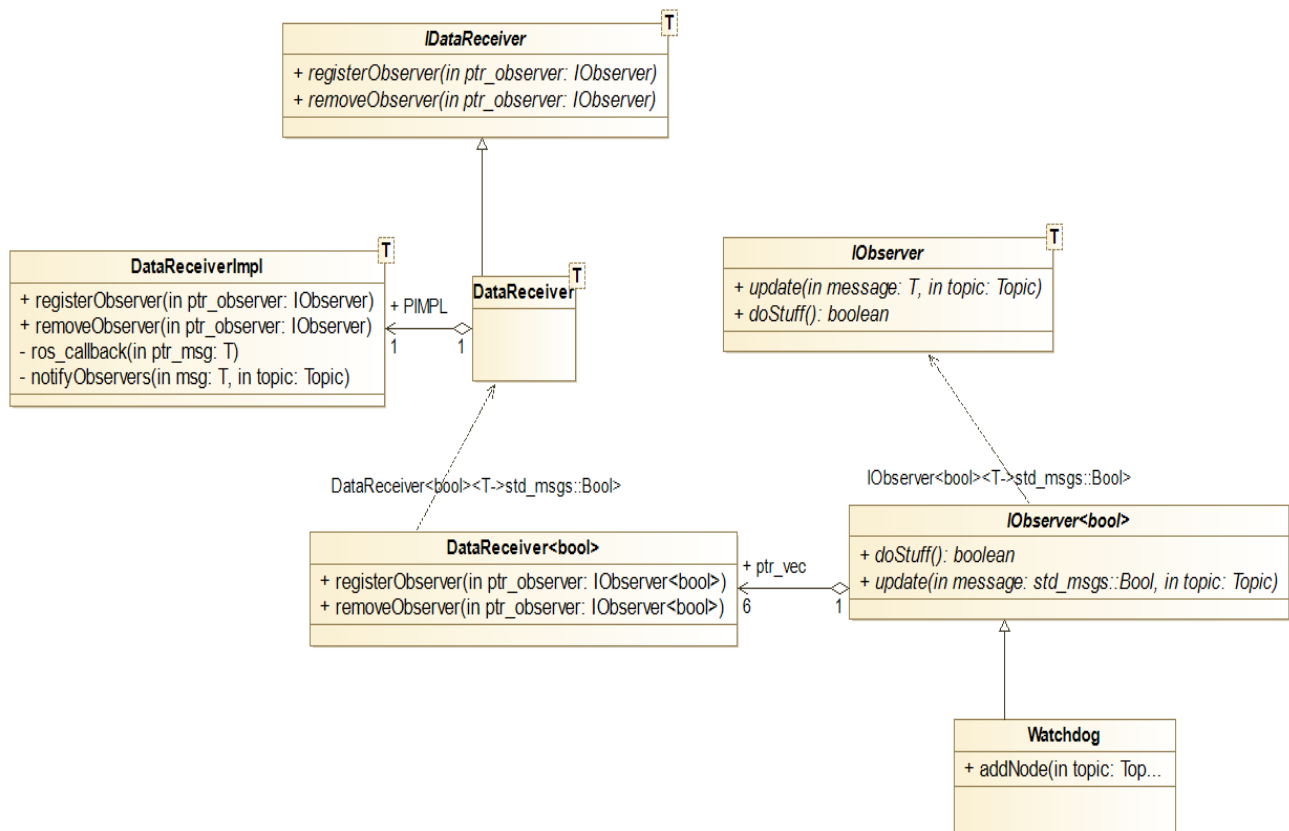 T
IDataReceiver
+ registerObserver(in ptr_observer: IObserver)
+ removeObserver(in ptr_observer: IObserver)
T
DataReceiverImpl
+ registerObserver(in ptr_observer: IObserver)
+ removeObserver(in ptr_observer: IObserver)
- ros_callback(in ptr_msg: T)
- notifyObservers(in msg: T, in topic: Topic)
+ PIMPL
1
1
T
DataReceiver
T
IObserver
+ update(in message: T, in topic: Topic)
+ doStuff(): boolean
DataReceiver<bool><T->std_msgs::Bool>
IObserver<bool><T->std_msgs::Bool>
DataReceiver<bool>
+ registerObserver(in ptr_observer: IObserver<bool>)
+ removeObserver(in ptr_observer: IObserver<bool>)
+ ptr_vec
6
1
IObserver<bool>
+ doStuff(): boolean
+ update(in message: std_msgs::Bool, in topic: Topic)
Watchdog
+ addNode(in topic: Top...